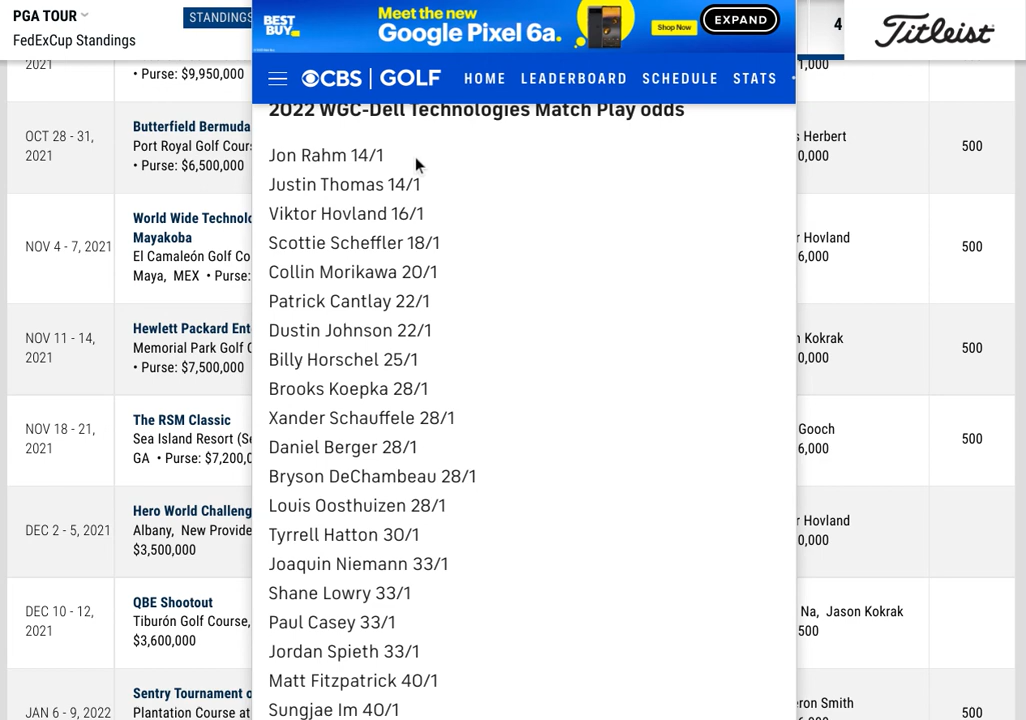 PGA TOUR
FedExCup Standings
STANDINGS
BEST BUY
Meet the new
Google Pixel 6a.
Shop Now
EXPAND
4
Titleist
CBS | GOLF
HOME LEADERBOARD SCHEDULE STATS
2021
• Purse: $9,950,000
1,000
OCT 28 - 31,
2021
Butterfield Bermuda
Port Royal Golf Cour
• Purse: $6,500,000
Herbert
0,000
500
NOV 4 - 7, 2021
World Wide Technolo
Mayakoba
El Camaleón Golf Co
Maya, MEX • Purse:
r Hovland
6,000
500
NOV 11 - 14,
2021
Hewlett Packard Ent
Memorial Park Golf C
• Purse: $7,500,000
n Kokrak
0,000
500
NOV 18 - 21,
2021
The RSM Classic
Sea Island Resort (Se
GA • Purse: $7,200,0
Gooch
6,000
500
DEC 2 - 5, 2021
Hero World Challeng
Albany, New Provide
$3,500,000
r Hovland
0,000
DEC 10 - 12,
2021
QBE Shootout
Tiburón Golf Course,
$3,600,000
Na, Jason Kokrak
500
JAN 6 - 9, 2022
Sentry Tournament o
Plantation Course at
ron Smith
500
2022 WGC-Dell Technologies Match Play odds
Jon Rahm 14/1
Justin Thomas 14/1
Viktor Hovland 16/1
Scottie Scheffler 18/1
Collin Morikawa 20/1
Patrick Cantlay 22/1
Dustin Johnson 22/1
Billy Horschel 25/1
Brooks Koepka 28/1
Xander Schauffele 28/1
Daniel Berger 28/1
Bryson DeChambeau 28/1
Louis Oosthuizen 28/1
Tyrrell Hatton 30/1
Joaquin Niemann 33/1
Shane Lowry 33/1
Paul Casey 33/1
Jordan Spieth 33/1
Matt Fitzpatrick 40/1
Sungjae Im 40/1